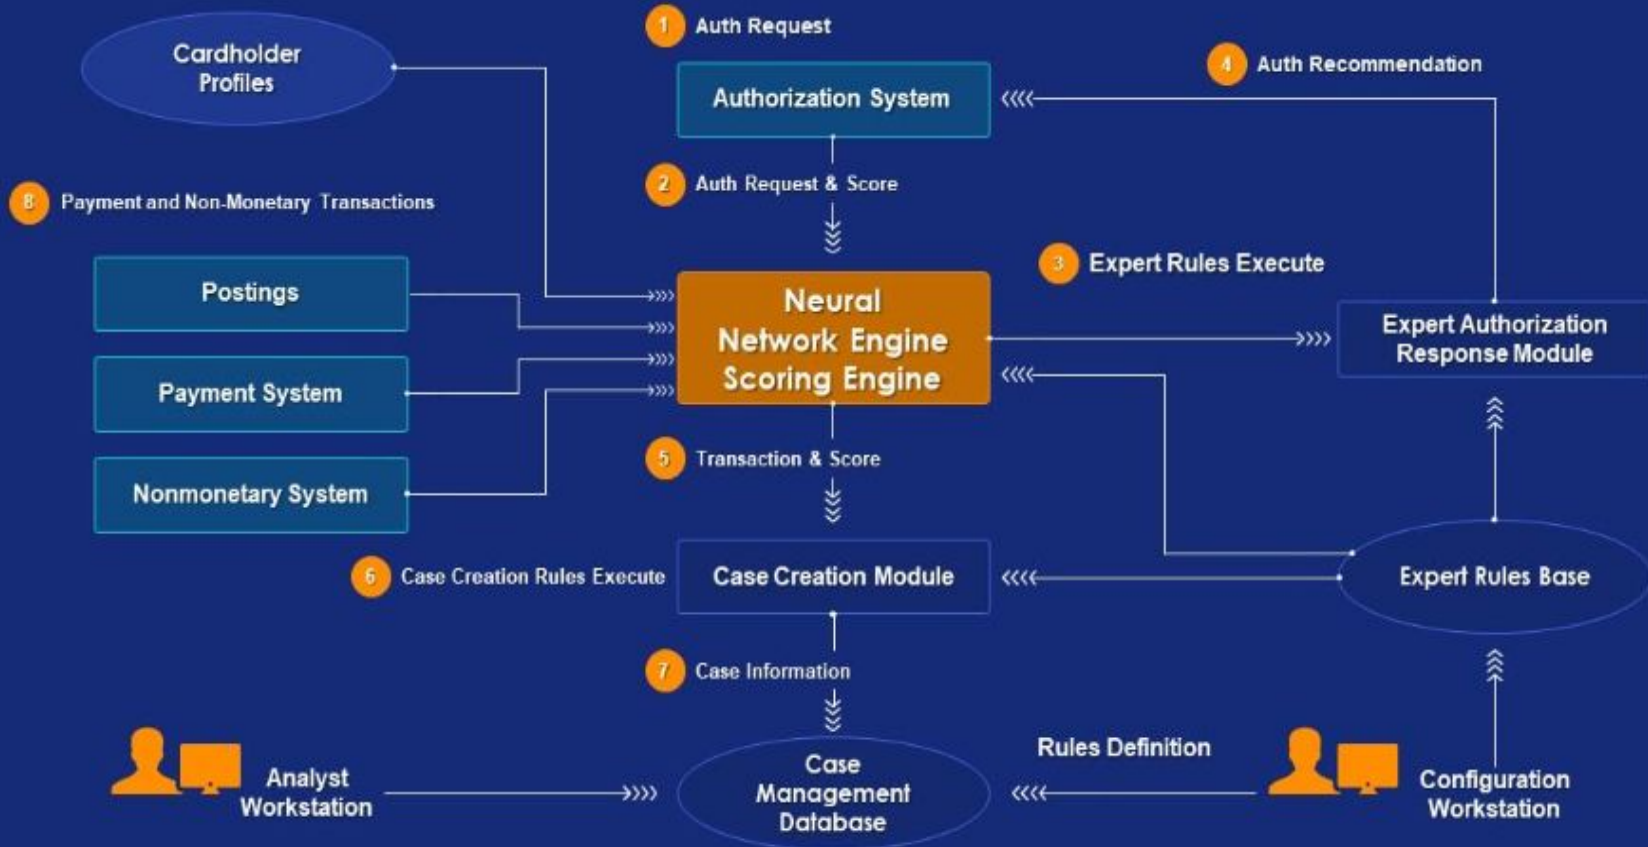 1 Auth Request
Cardholder
Profiles
4 Auth Recommendation
Authorization System
2 Auth Request & Score
8 Payment and Non-Monetary Transactions
3 Expert Rules Execute
Postings
Neural
Network Engine
Scoring Engine
Expert Authorization
Response Module
Payment System
5 Transaction & Score
Nonmonetary System
6 Case Creation Rules Execute
Case Creation Module
Expert Rules Base
7 Case Information
Rules Definition
Analyst
Workstation
Case
Management
Database
Configuration
Workstation